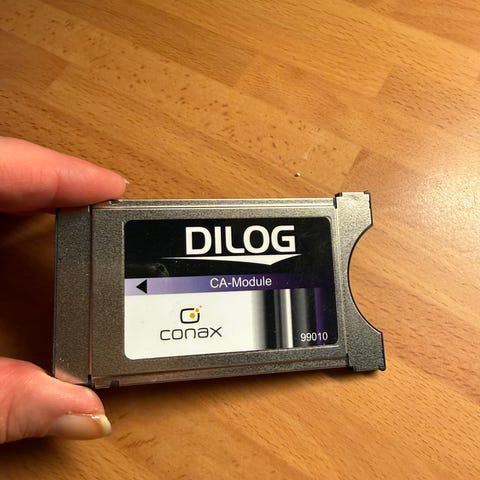 DILOG
CA-Module
conax
99010